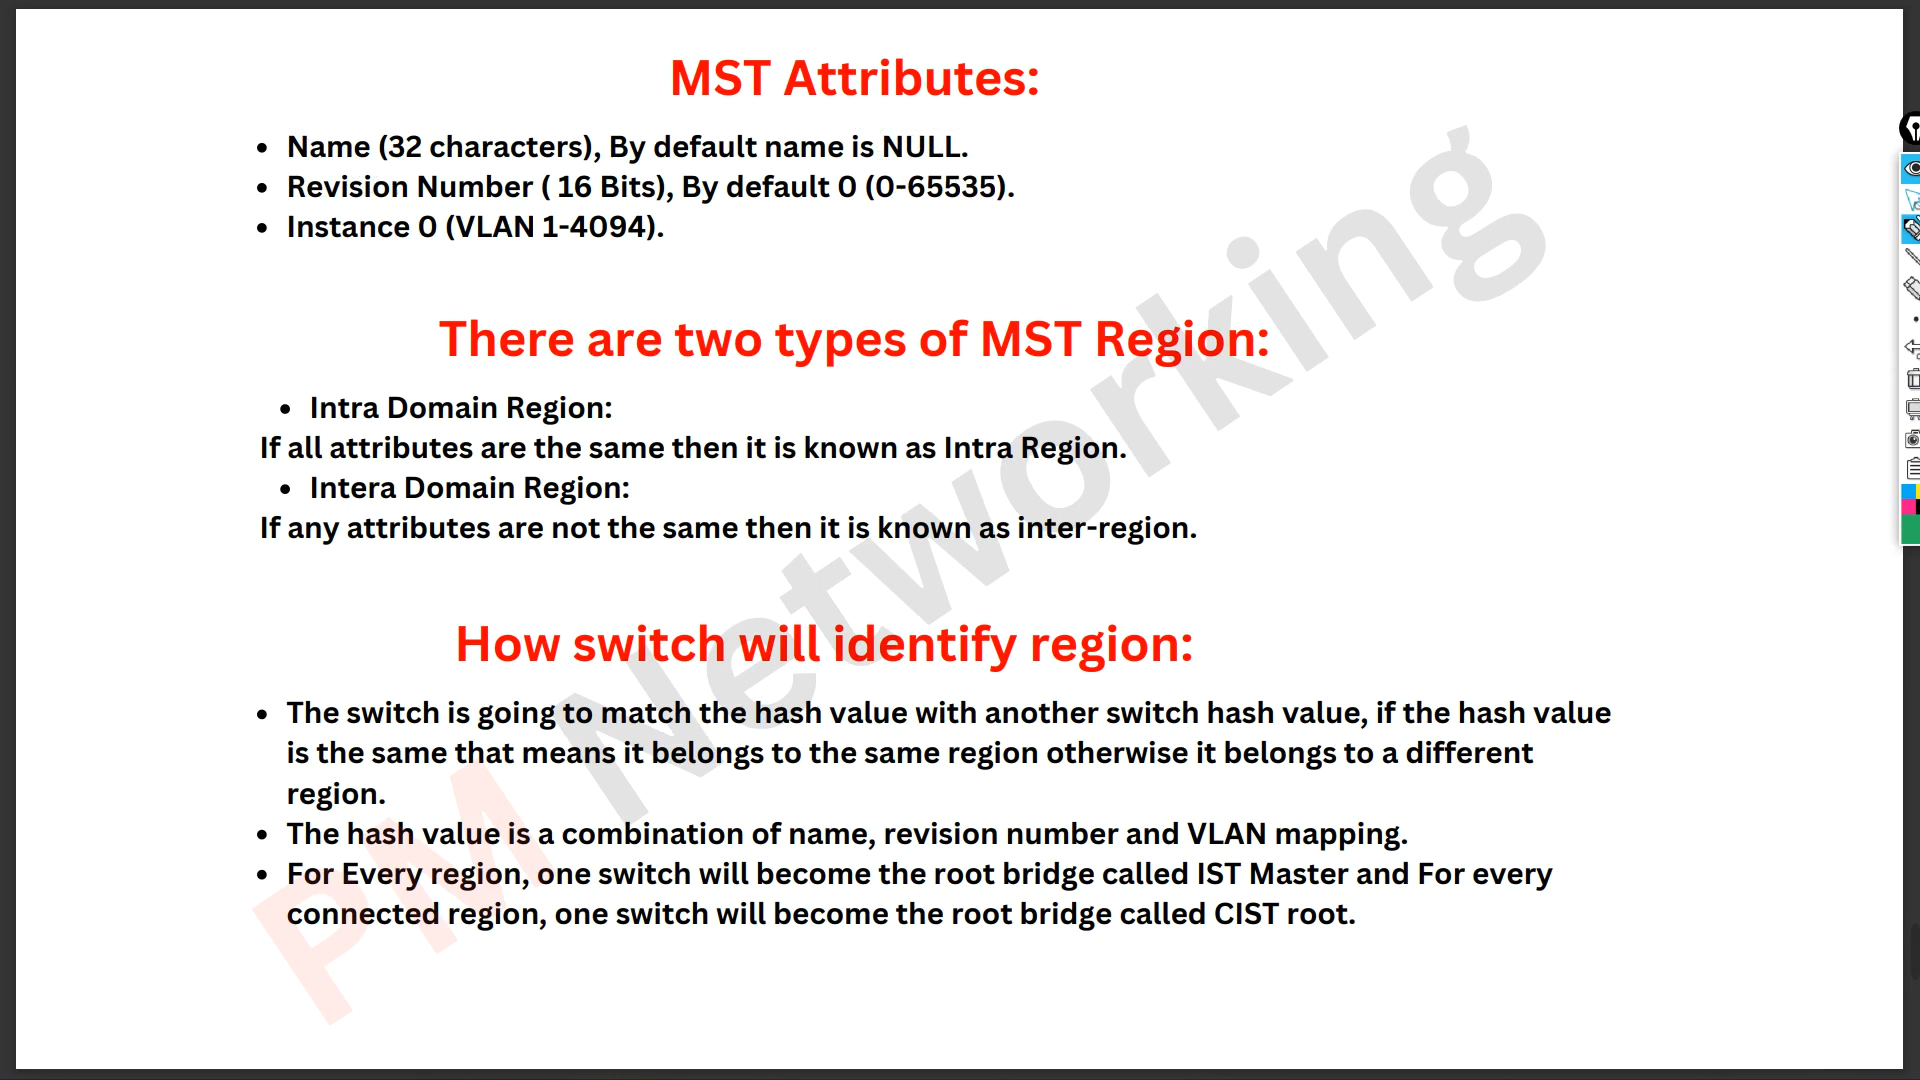 MST Attributes:
• Name (32 characters), By default name is NULL.
• Revision Number ( 16 Bits), By default 0 (0-65535).
• Instance 0 (VLAN 1-4094).
There are two types of MST Region:
• Intra Domain Region:
If all attributes are the same then it is known as Intra Region.
• Intera Domain Region:
If any attributes are not the same then it is known as inter-region.
How switch will identify region:
• The switch is going to match the hash value with another switch hash value, if the hash value
is the same that means it belongs to the same region otherwise it belongs to a different
region.
• The hash value is a combination of name, revision number and VLAN mapping.
• For Every region, one switch will become the root bridge called IST Master and For every
connected region, one switch will become the root bridge called CIST root.
PM Networking